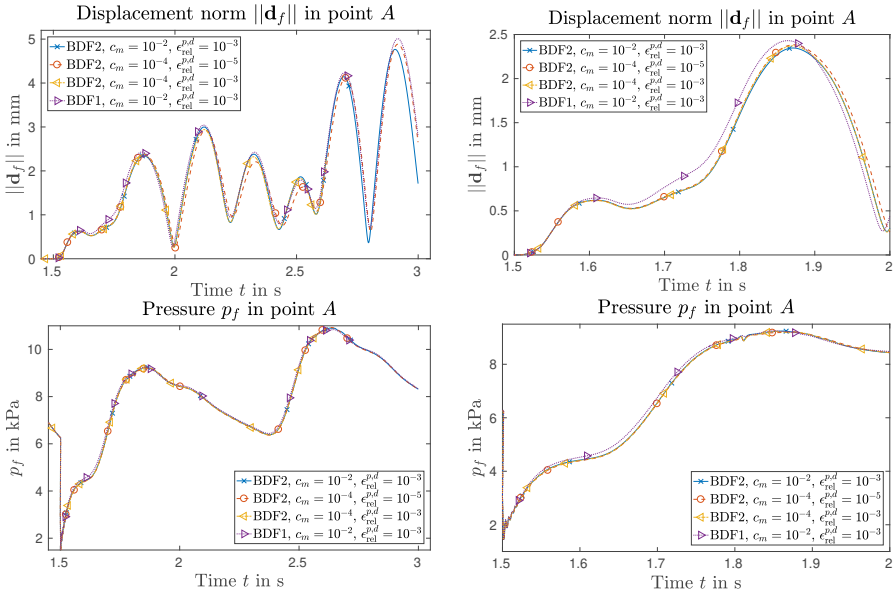 Displacement norm ||d_f|| in point A
||d_f|| in mm
5
4
3
2
1
0
BDF2, c_m = 10^-2, ϵ_rel^p,d = 10^-3
BDF2, c_m = 10^-4, ϵ_rel^p,d = 10^-5
BDF2, c_m = 10^-4, ϵ_rel^p,d = 10^-3
BDF1, c_m = 10^-2, ϵ_rel^p,d = 10^-3
1.5 2 2.5 3
Time t in s
Displacement norm ||d_f|| in point A
||d_f|| in mm
2.5
2
1.5
1
0.5
0
BDF2, c_m = 10^-2, ϵ_rel^p,d = 10^-3
BDF2, c_m = 10^-4, ϵ_rel^p,d = 10^-5
BDF2, c_m = 10^-4, ϵ_rel^p,d = 10^-3
BDF1, c_m = 10^-2, ϵ_rel^p,d = 10^-3
1.5 1.6 1.7 1.8 1.9 2
Time t in s
Pressure p_f in point A
p_f in kPa
10
8
6
4
2
BDF2, c_m = 10^-2, ϵ_rel^p,d = 10^-3
BDF2, c_m = 10^-4, ϵ_rel^p,d = 10^-5
BDF2, c_m = 10^-4, ϵ_rel^p,d = 10^-3
BDF1, c_m = 10^-2, ϵ_rel^p,d = 10^-3
1.5 2 2.5 3
Time t in s
Pressure p_f in point A
p_f in kPa
8
6
4
2
BDF2, c_m = 10^-2, ϵ_rel^p,d = 10^-3
BDF2, c_m = 10^-4, ϵ_rel^p,d = 10^-5
BDF2, c_m = 10^-4, ϵ_rel^p,d = 10^-3
BDF1, c_m = 10^-2, ϵ_rel^p,d = 10^-3
1.5 1.6 1.7 1.8 1.9 2
Time t in s